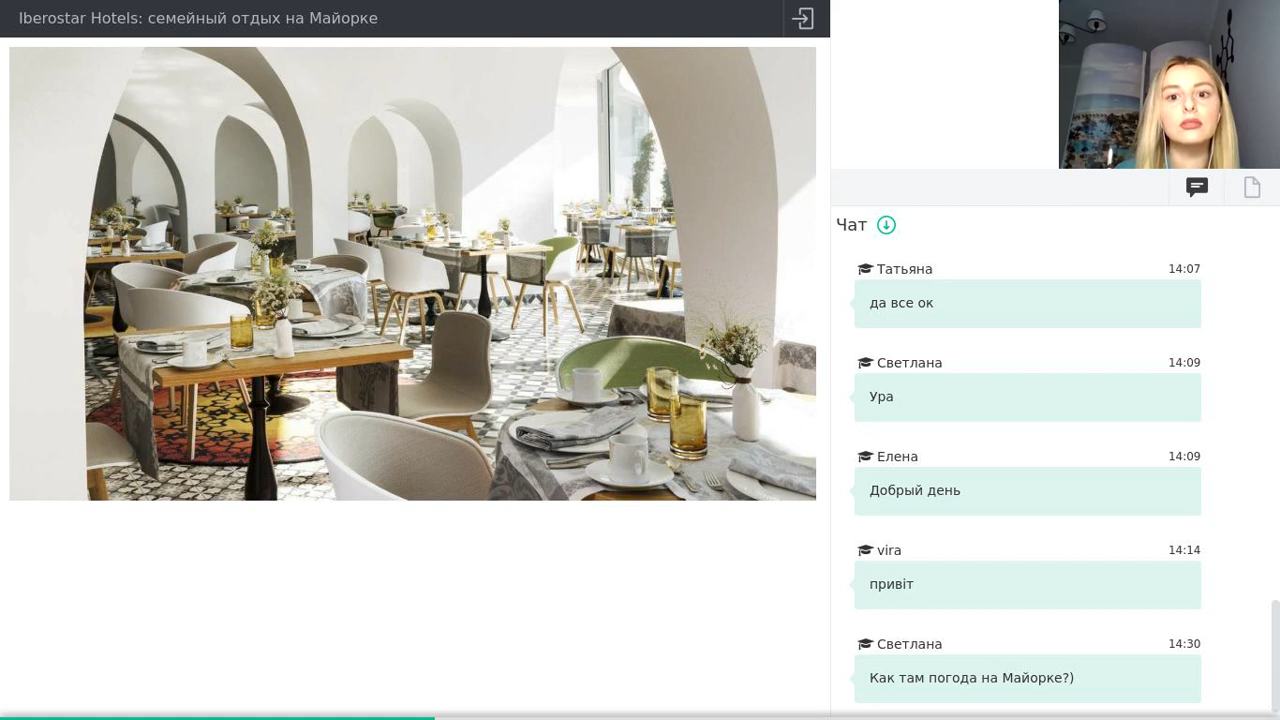 Iberostar Hotels: семейный отдых на Майорке
Чат
Татьяна 14:07
да все ок
Светлана 14:09
Ура
Елена 14:09
Добрый день
vira 14:14
привіт
Светлана 14:30
Как там погода на Майорке?)